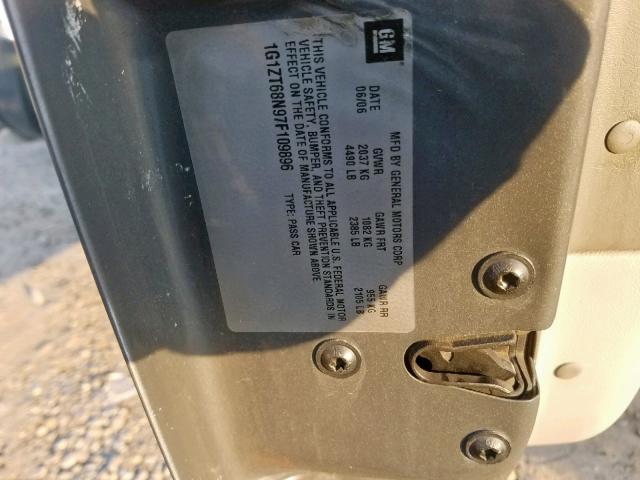 GM
MFD BY GENERAL MOTORS CORP
DATE GVWR GAWR FRT GAWR RR
06/06 2037 KG 1082 KG 955 KG
4490 LB 2385 LB 2105 LB
THIS VEHICLE CONFORMS TO ALL APPLICABLE U.S. FEDERAL MOTOR
VEHICLE SAFETY, BUMPER, AND THEFT PREVENTION STANDARDS IN
EFFECT ON THE DATE OF MANUFACTURE SHOWN ABOVE
1G1ZT68N97F109896 TYPE: PASS CAR